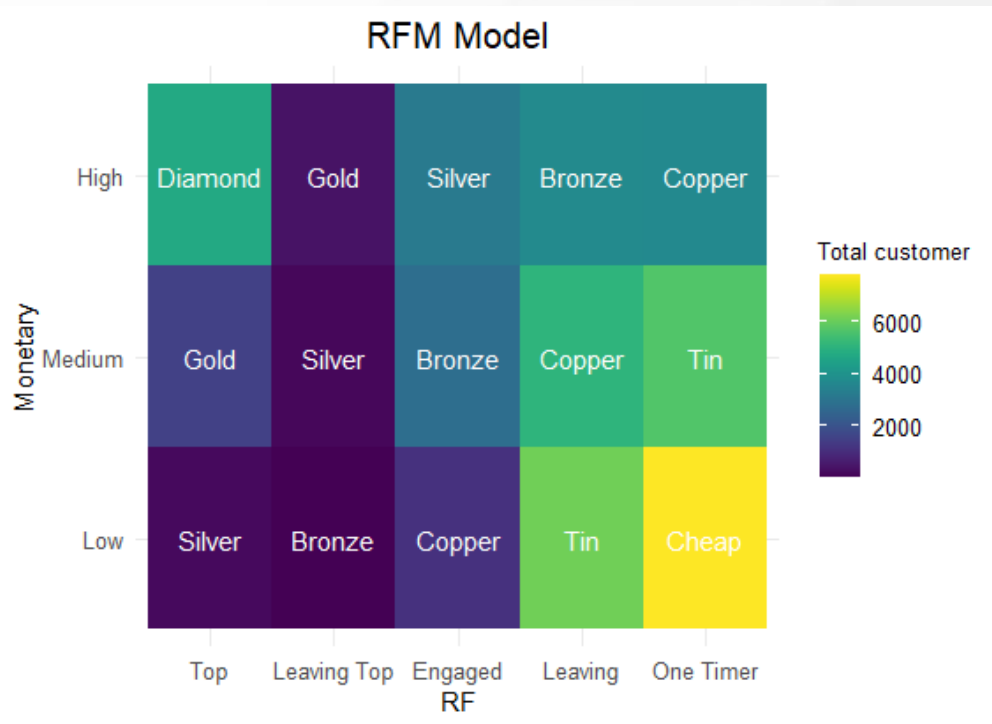 RFM Model
Monetary
High
Diamond Gold Silver Bronze Copper
Medium
Gold Silver Bronze Copper Tin
Low
Silver Bronze Copper Tin Cheap
Top Leaving Top Engaged Leaving One Timer
RF
Total customer
6000
4000
2000